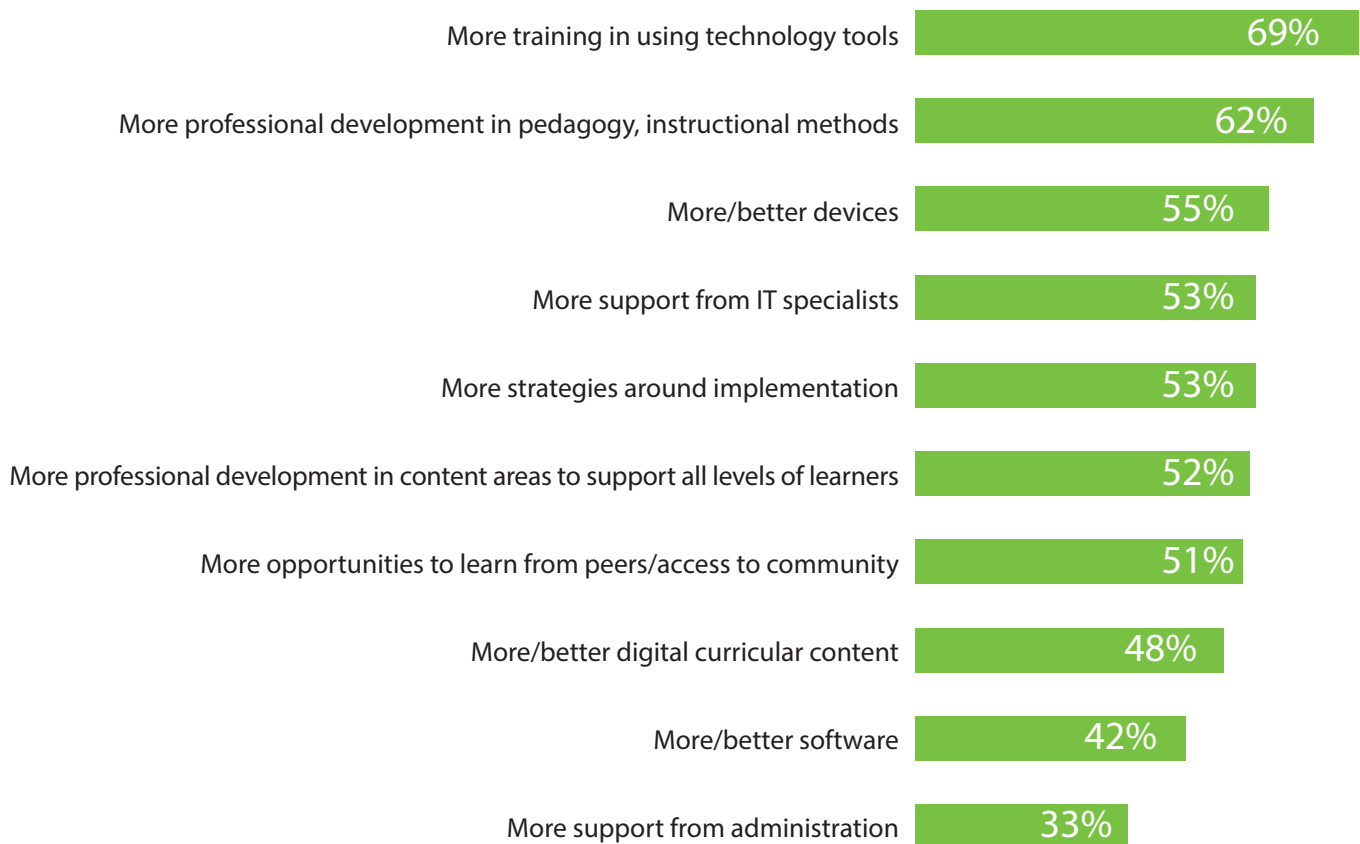 More training in using technology tools 69%
More professional development in pedagogy, instructional methods 62%
More/better devices 55%
More support from IT specialists 53%
More strategies around implementation 53%
More professional development in content areas to support all levels of learners 52%
More opportunities to learn from peers/access to community 51%
More/better digital curricular content 48%
More/better software 42%
More support from administration 33%